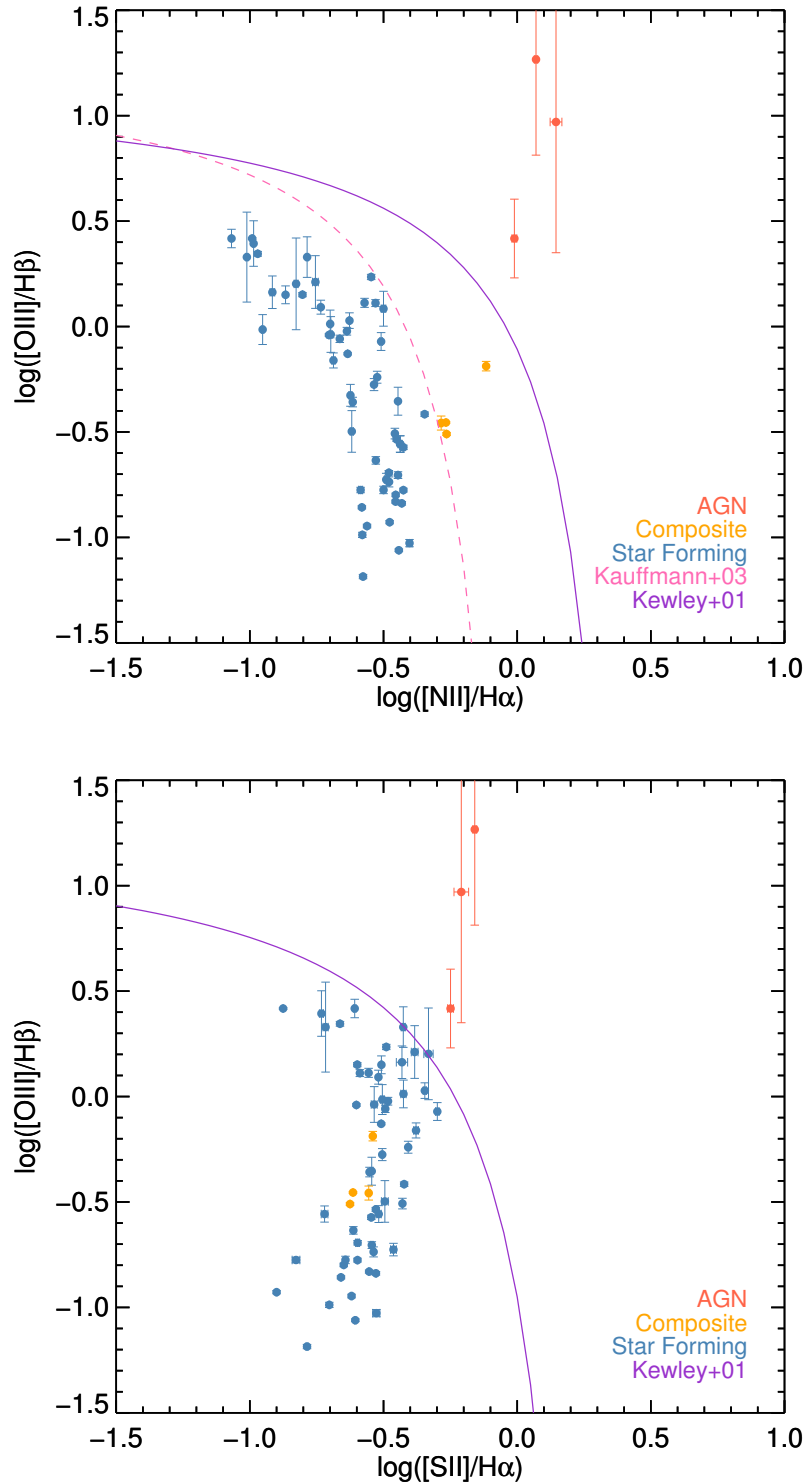 1.5
1.0
0.5
0.0
−0.5
−1.0
−1.5
log([OIII]/Hβ)
AGN
Composite
Star Forming
Kauffmann+03
Kewley+01
−1.5 −1.0 −0.5 0.0 0.5 1.0
log([NII]/Hα)
1.5
1.0
0.5
0.0
−0.5
−1.0
−1.5
log([OIII]/Hβ)
AGN
Composite
Star Forming
Kewley+01
−1.5 −1.0 −0.5 0.0 0.5 1.0
log([SII]/Hα)